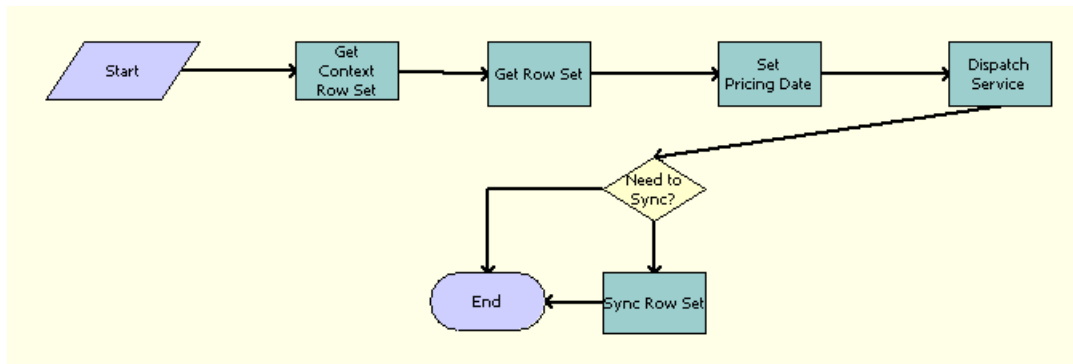 Start
Get
Context
Row Set
Get Row Set
Set
Pricing Date
Dispatch
Service
Need to
Sync?
End
Sync Row Set